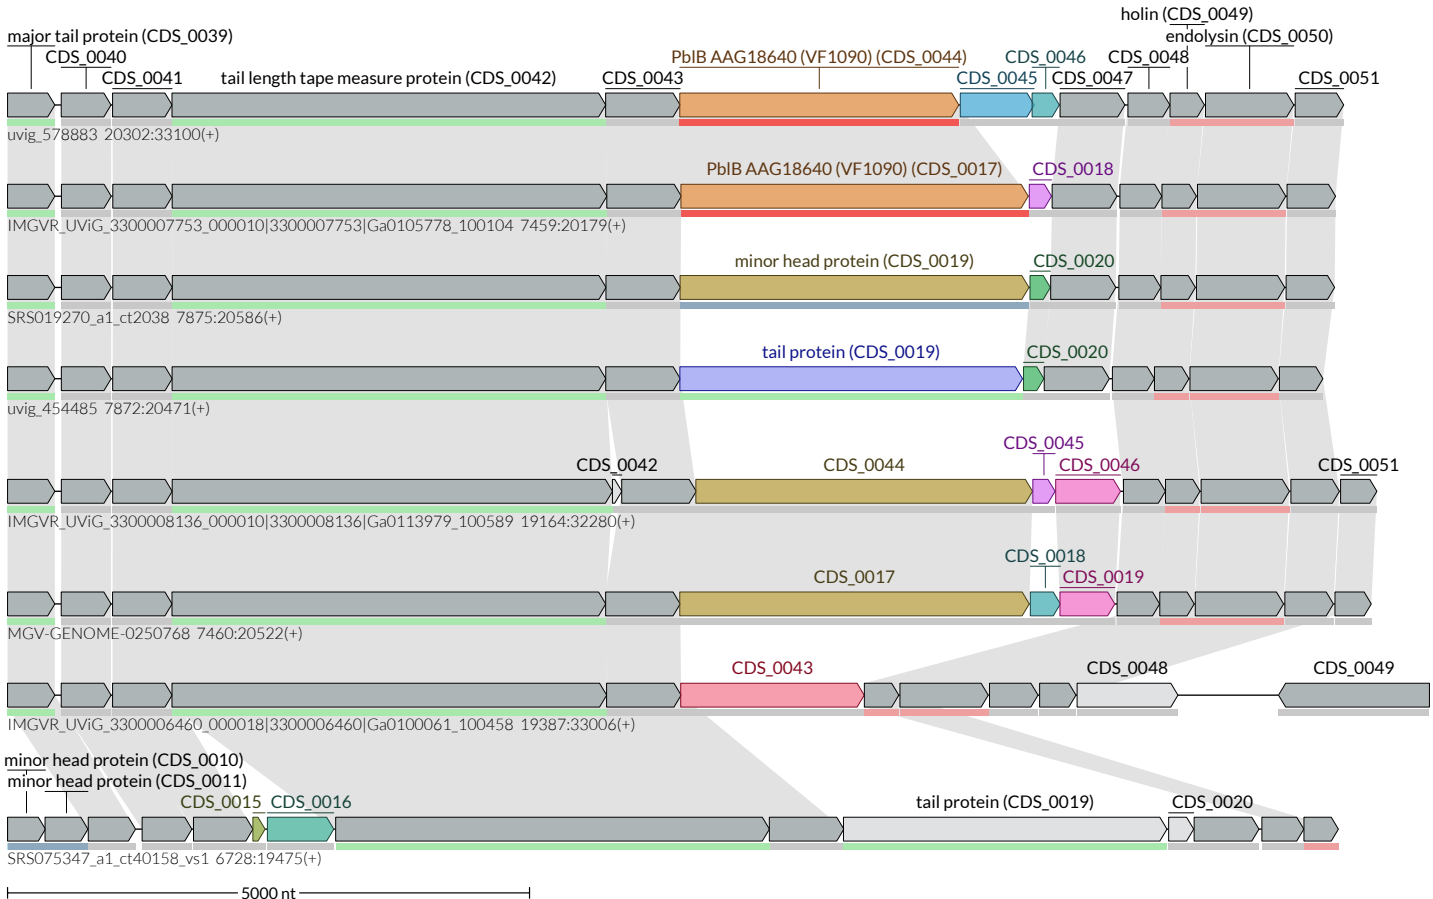 holin (CDS_0049)
major tail protein (CDS_0039) endolysin (CDS_0050)
CDS_0040 PblB AAG18640 (VF1090) (CDS_0044) CDS_0046 CDS_0048
CDS_0041 tail length tape measure protein (CDS_0042) CDS_0043 CDS_0045 CDS_0047 CDS_0051
uvig_578883 20302:33100(+)
PblB AAG18640 (VF1090) (CDS_0017) CDS_0018
IMGVR_UViG_3300007753_000010|3300007753|Ga0105778_100104 7459:20179(+)
minor head protein (CDS_0019) CDS_0020
SRS019270_a1_ct2038 7875:20586(+)
tail protein (CDS_0019) CDS_0020
uvig_454485 7872:20471(+)
CDS_0045
CDS_0042 CDS_0044 CDS_0046 CDS_0051
IMGVR_UViG_3300008136_000010|3300008136|Ga0113979_100589 19164:32280(+)
CDS_0018
CDS_0017 CDS_0019
MGV-GENOME-0250768 7460:20522(+)
CDS_0043 CDS_0048 CDS_0049
IMGVR_UViG_3300006460_000018|3300006460|Ga0100061_100458 19387:33006(+)
minor head protein (CDS_0010)
minor head protein (CDS_0011)
CDS_0015 CDS_0016 tail protein (CDS_0019) CDS_0020
SRS075347_a1_ct40158_vs1 6728:19475(+)
5000 nt